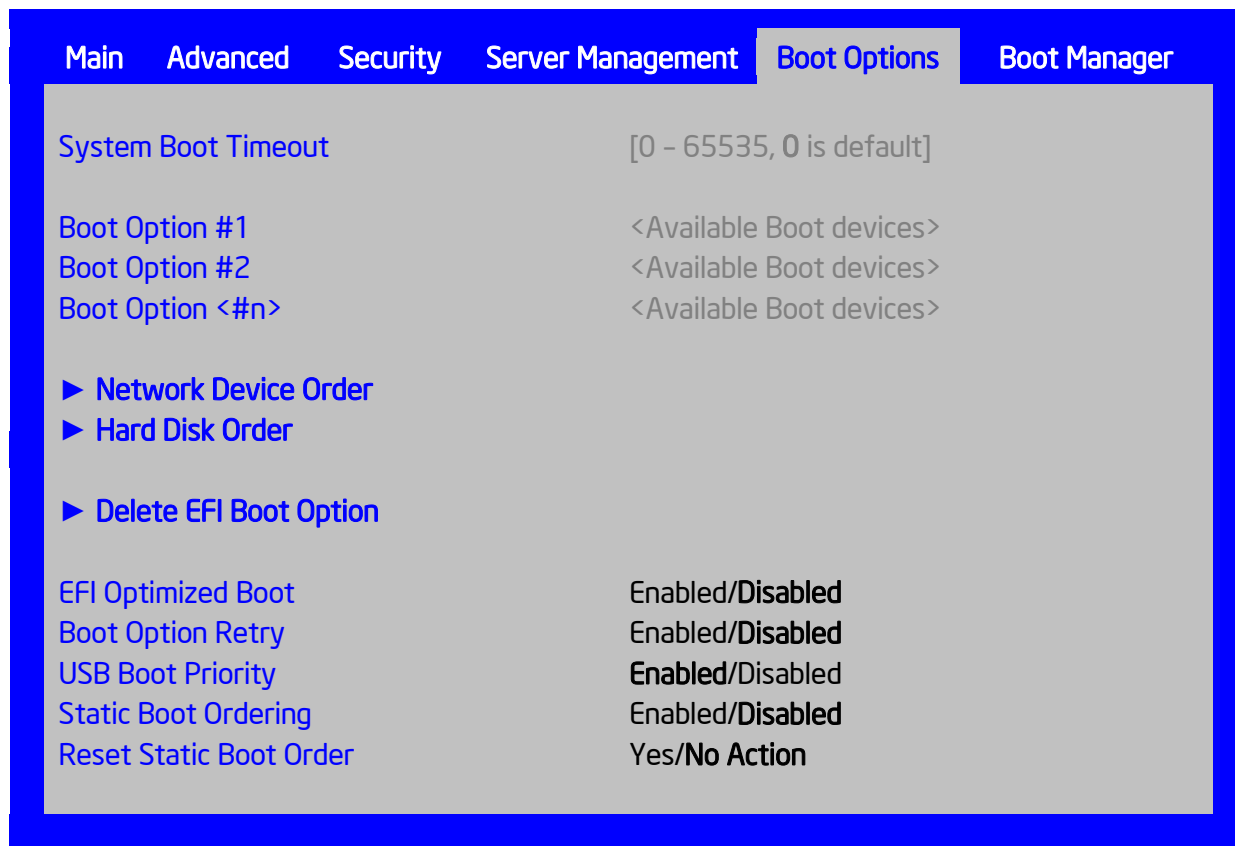 Main Advanced Security Server Management Boot Options Boot Manager
System Boot Timeout [0 – 65535, 0 is default]
Boot Option #1 <Available Boot devices>
Boot Option #2 <Available Boot devices>
Boot Option <#n> <Available Boot devices>
► Network Device Order
► Hard Disk Order
► Delete EFI Boot Option
EFI Optimized Boot Enabled/Disabled
Boot Option Retry Enabled/Disabled
USB Boot Priority Enabled/Disabled
Static Boot Ordering Enabled/Disabled
Reset Static Boot Order Yes/No Action